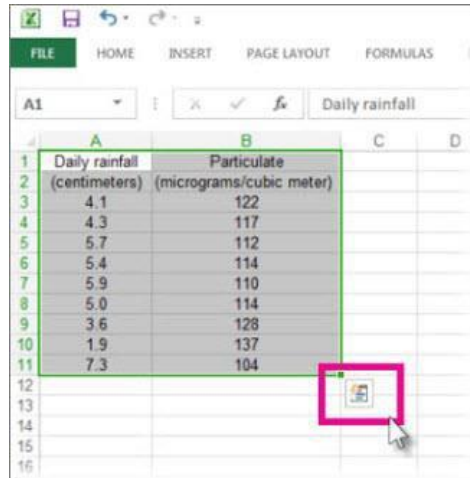 FILE HOME INSERT PAGE LAYOUT FORMULAS
A1 fx Daily rainfall
A B C D
1 Daily rainfall Particulate
2 (centimeters) (micrograms/cubic meter)
3 4.1 122
4 4.3 117
5 5.7 112
6 5.4 114
7 5.9 110
8 5.0 114
9 3.6 128
10 1.9 137
11 7.3 104
12
13
14
15
16